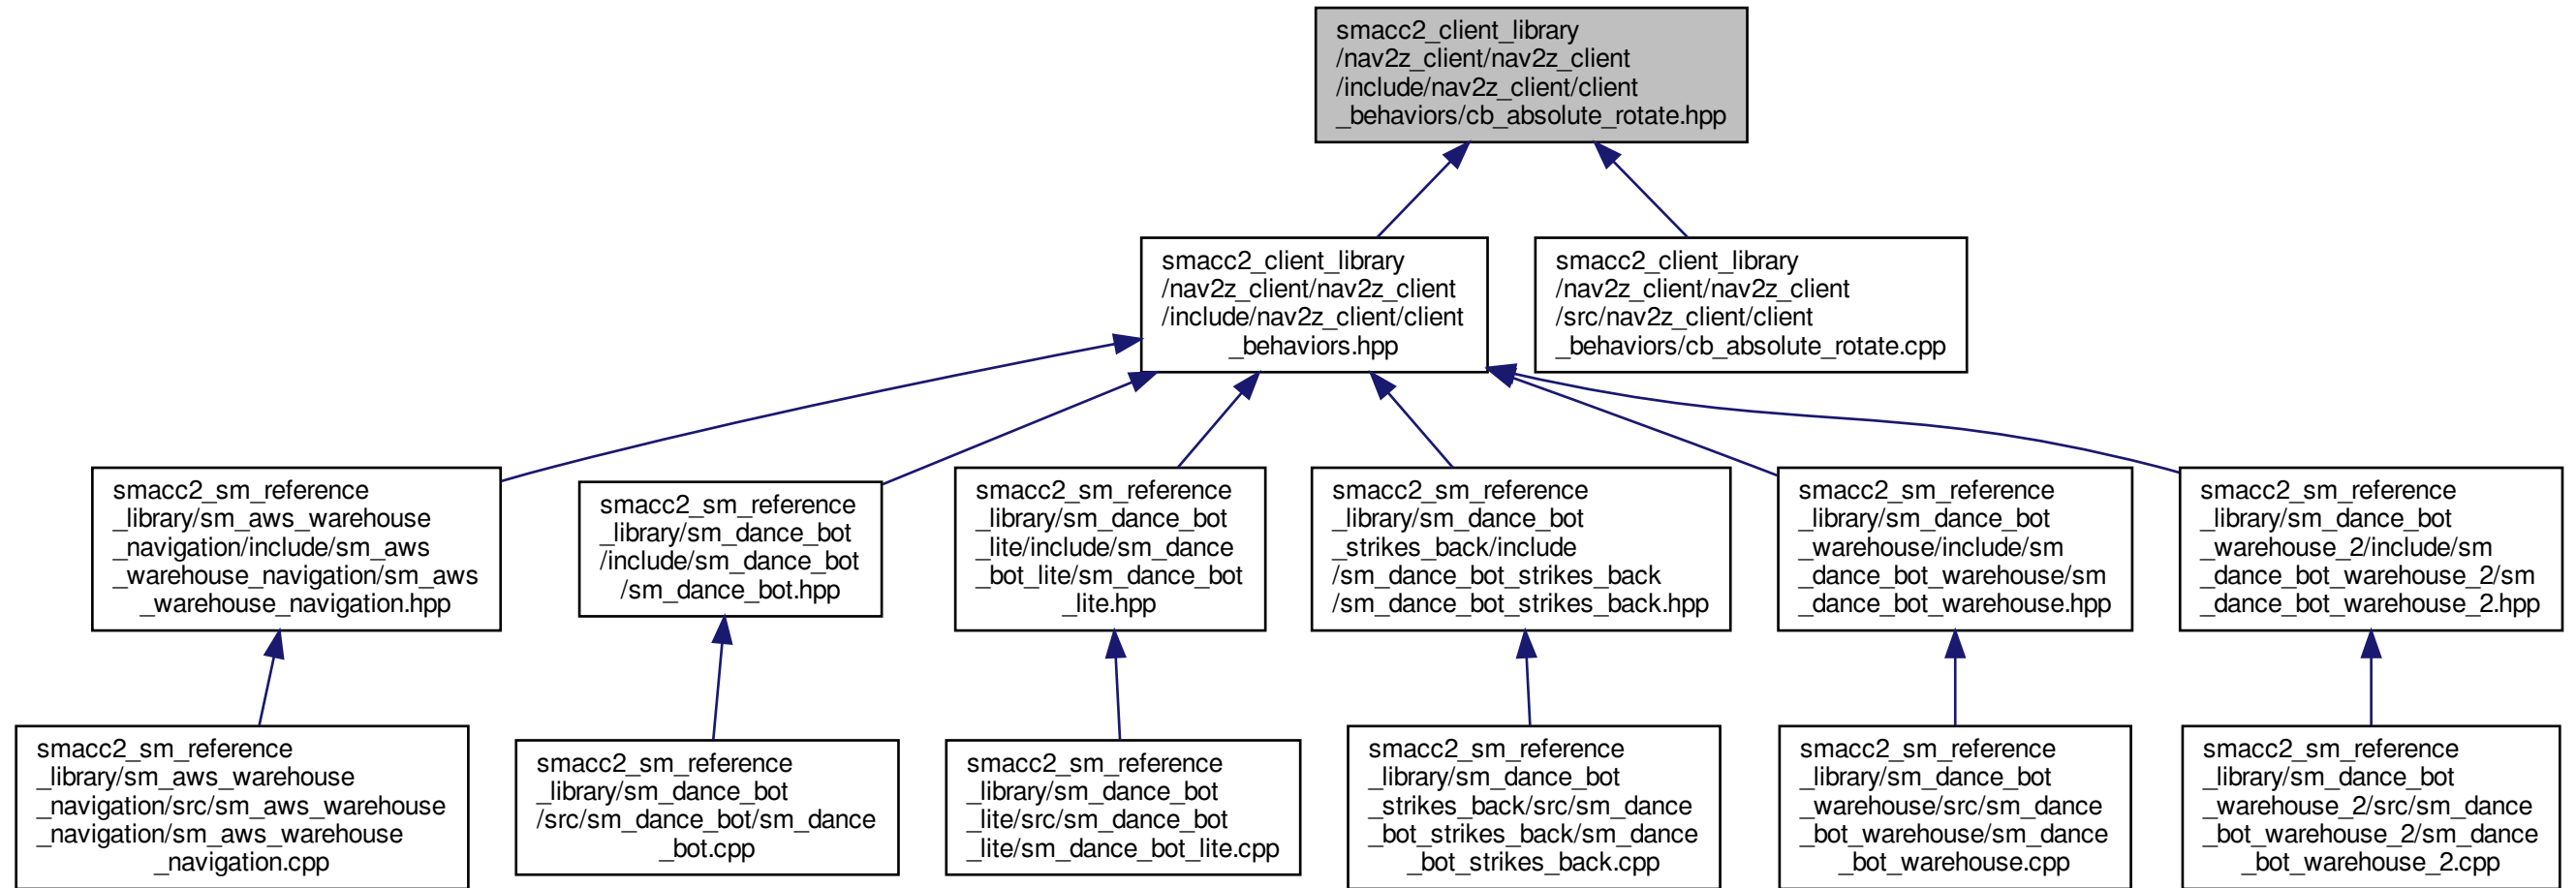 smacc2_client_library
/nav2z_client/nav2z_client
/include/nav2z_client/client
_behaviors/cb_absolute_rotate.hpp
smacc2_client_library
/nav2z_client/nav2z_client
/include/nav2z_client/client
_behaviors.hpp
smacc2_client_library
/nav2z_client/nav2z_client
/src/nav2z_client/client
_behaviors/cb_absolute_rotate.cpp
smacc2_sm_reference
_library/sm_aws_warehouse
_navigation/include/sm_aws
_warehouse_navigation/sm_aws
_warehouse_navigation.hpp
smacc2_sm_reference
_library/sm_dance_bot
/include/sm_dance_bot
/sm_dance_bot.hpp
smacc2_sm_reference
_library/sm_dance_bot
_lite/include/sm_dance
_bot_lite/sm_dance_bot
_lite.hpp
smacc2_sm_reference
_library/sm_dance_bot
_strikes_back/include
/sm_dance_bot_strikes_back
/sm_dance_bot_strikes_back.hpp
smacc2_sm_reference
_library/sm_dance_bot
_warehouse/include/sm
_dance_bot_warehouse/sm
_dance_bot_warehouse.hpp
smacc2_sm_reference
_library/sm_dance_bot
_warehouse_2/include/sm
_dance_bot_warehouse_2/sm
_dance_bot_warehouse_2.hpp
smacc2_sm_reference
_library/sm_aws_warehouse
_navigation/src/sm_aws_warehouse
_navigation/sm_aws_warehouse
_navigation.cpp
smacc2_sm_reference
_library/sm_dance_bot
/src/sm_dance_bot/sm_dance
_bot.cpp
smacc2_sm_reference
_library/sm_dance_bot
_lite/src/sm_dance_bot
_lite/sm_dance_bot_lite.cpp
smacc2_sm_reference
_library/sm_dance_bot
_strikes_back/src/sm_dance
_bot_strikes_back/sm_dance
_bot_strikes_back.cpp
smacc2_sm_reference
_library/sm_dance_bot
_warehouse/src/sm_dance
_bot_warehouse/sm_dance
_bot_warehouse.cpp
smacc2_sm_reference
_library/sm_dance_bot
_warehouse_2/src/sm_dance
_bot_warehouse_2/sm_dance
_bot_warehouse_2.cpp